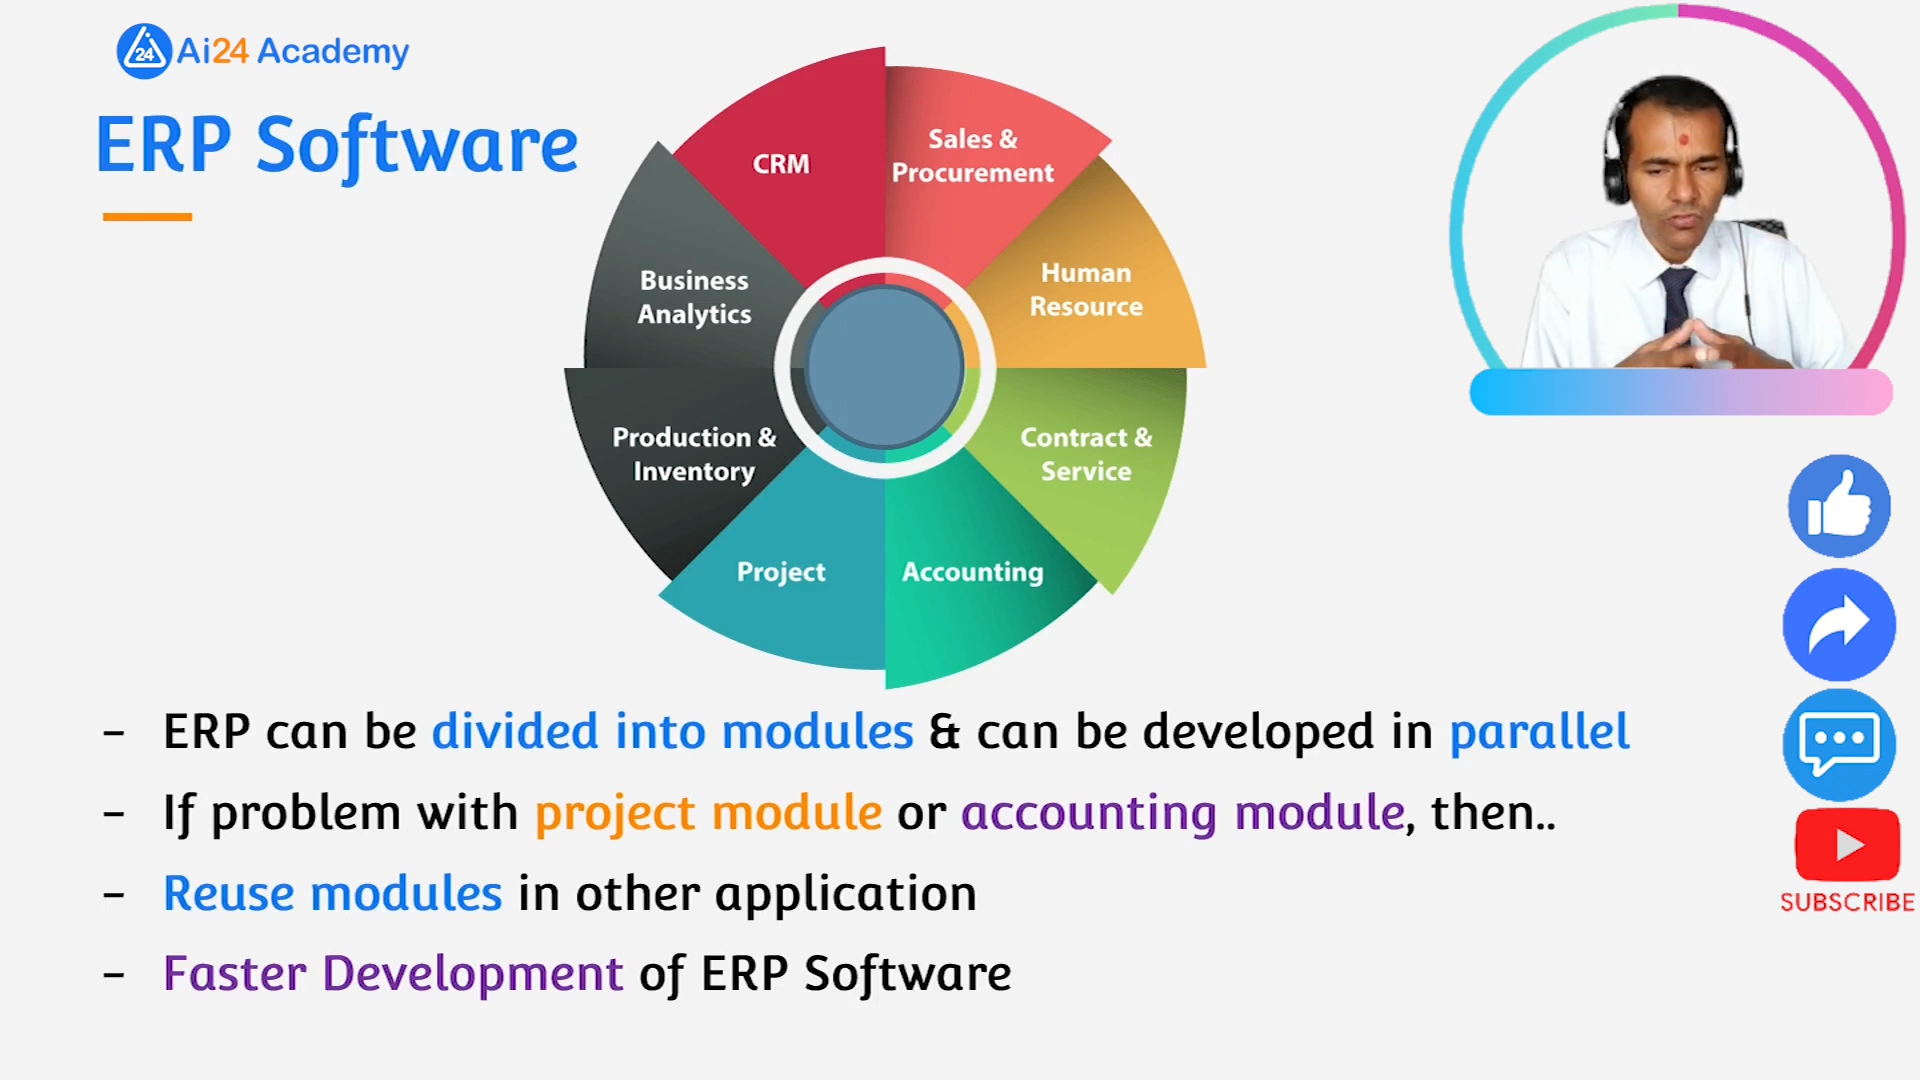 24 Ai24 Academy
ERP Software
CRM
Sales &
Procurement
Human
Resource
Contract &
Service
Accounting
Project
Production &
Inventory
Business
Analytics
- ERP can be divided into modules & can be developed in parallel
- If problem with project module or accounting module, then..
- Reuse modules in other application
- Faster Development of ERP Software
SUBSCRIBE